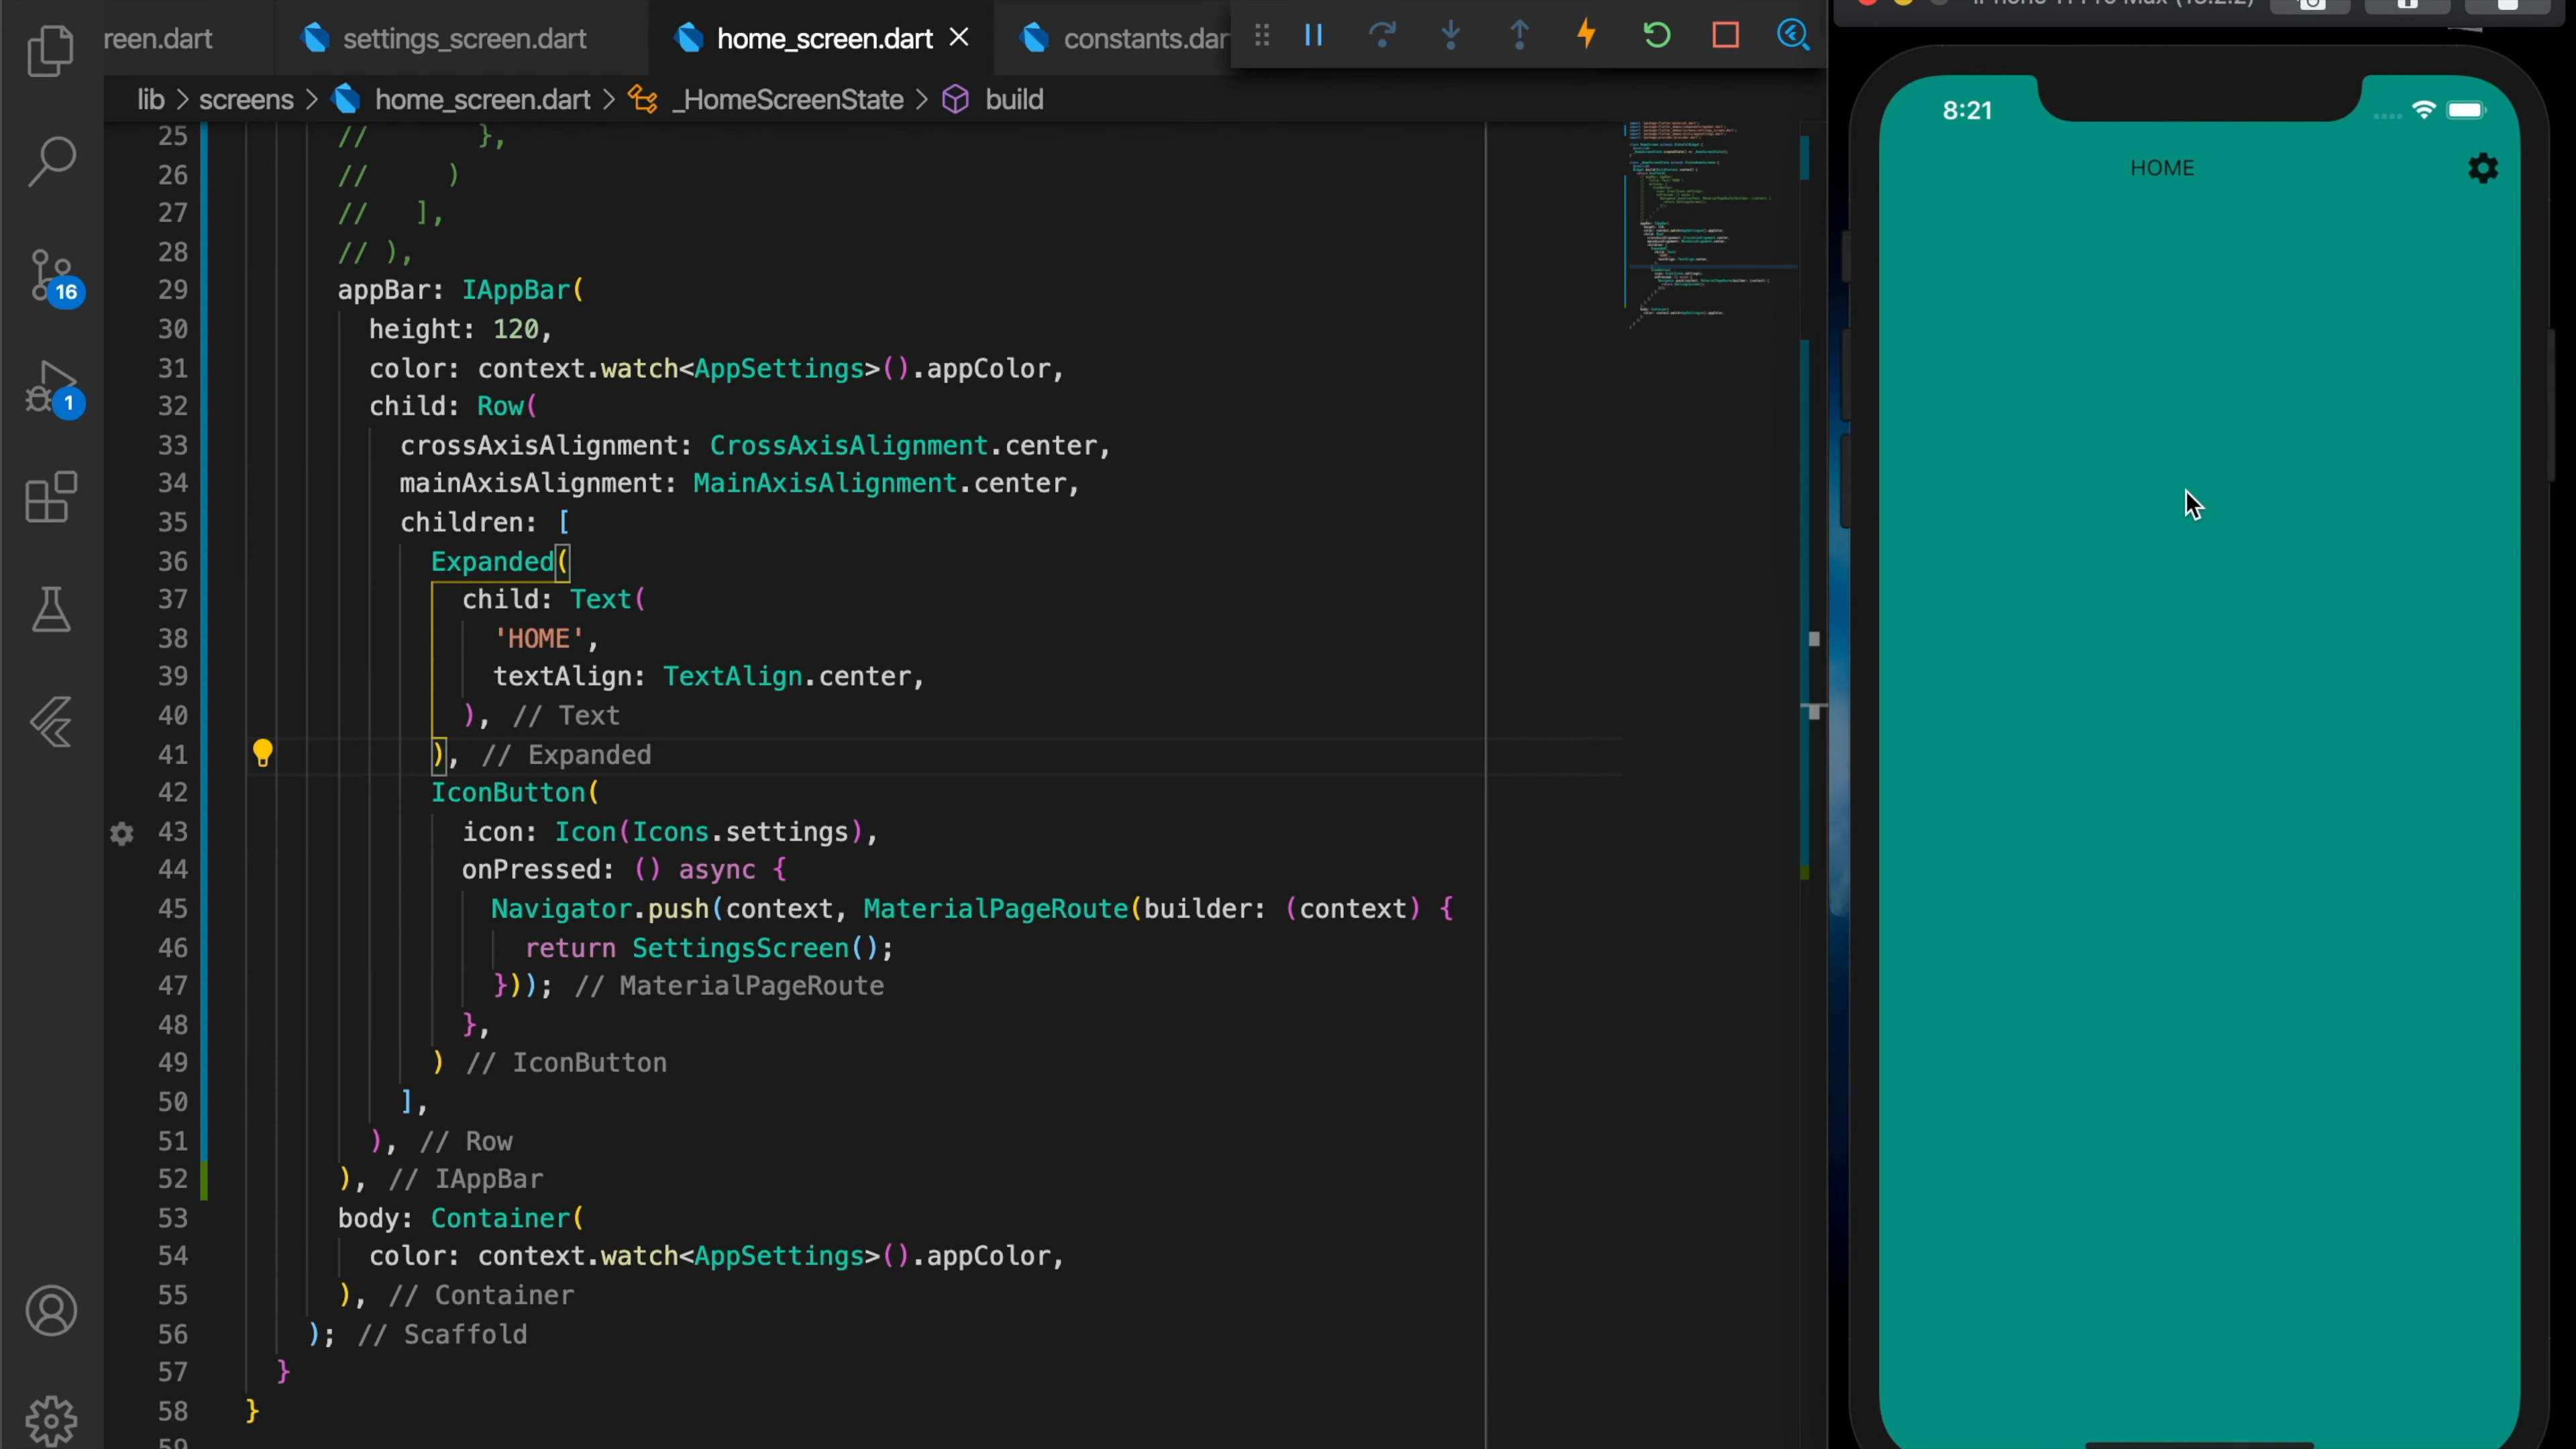 reen.dart
settings_screen.dart
home_screen.dart
constants.dar
lib > screens > home_screen.dart > _HomeScreenState > build
16
1
25 // },
26 // )
27 // ],
28 // ),
29 appBar: IAppBar(
30 height: 120,
31 color: context.watch<AppSettings>().appColor,
32 child: Row(
33 crossAxisAlignment: CrossAxisAlignment.center,
34 mainAxisAlignment: MainAxisAlignment.center,
35 children: [
36 Expanded(
37 child: Text(
38 'HOME',
39 textAlign: TextAlign.center,
40 ), // Text
41 ), // Expanded
42 IconButton(
43 icon: Icon(Icons.settings),
44 onPressed: () async {
45 Navigator.push(context, MaterialPageRoute(builder: (context) {
46 return SettingsScreen();
47 })); // MaterialPageRoute
48 },
49 ) // IconButton
50 ],
51 ), // Row
52 ), // IAppBar
53 body: Container(
54 color: context.watch<AppSettings>().appColor,
55 ), // Container
56 ); // Scaffold
57 }
58 }
59
8:21
HOME